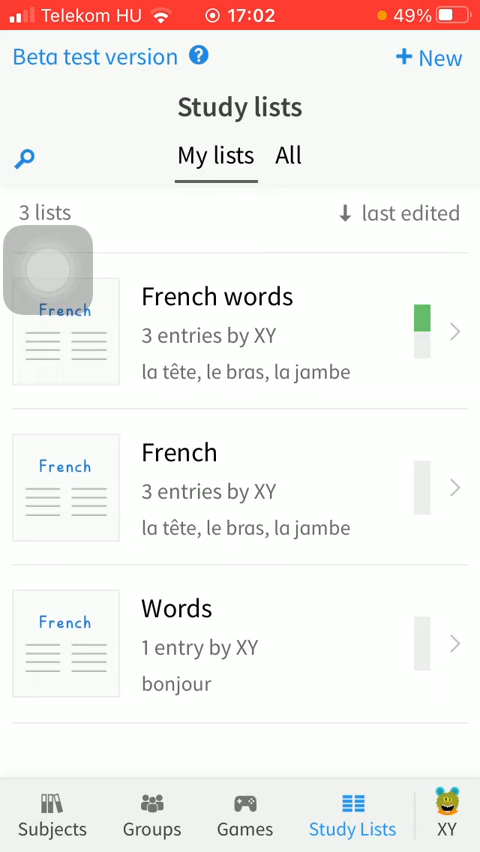 Telekom HU 17:02 49%
Beta test version ? + New
Study lists
My lists All
3 lists ↓ last edited
French
French words
3 entries by XY
la tête, le bras, la jambe
French
French
3 entries by XY
la tête, le bras, la jambe
French
Words
1 entry by XY
bonjour
Subjects Groups Games Study Lists XY